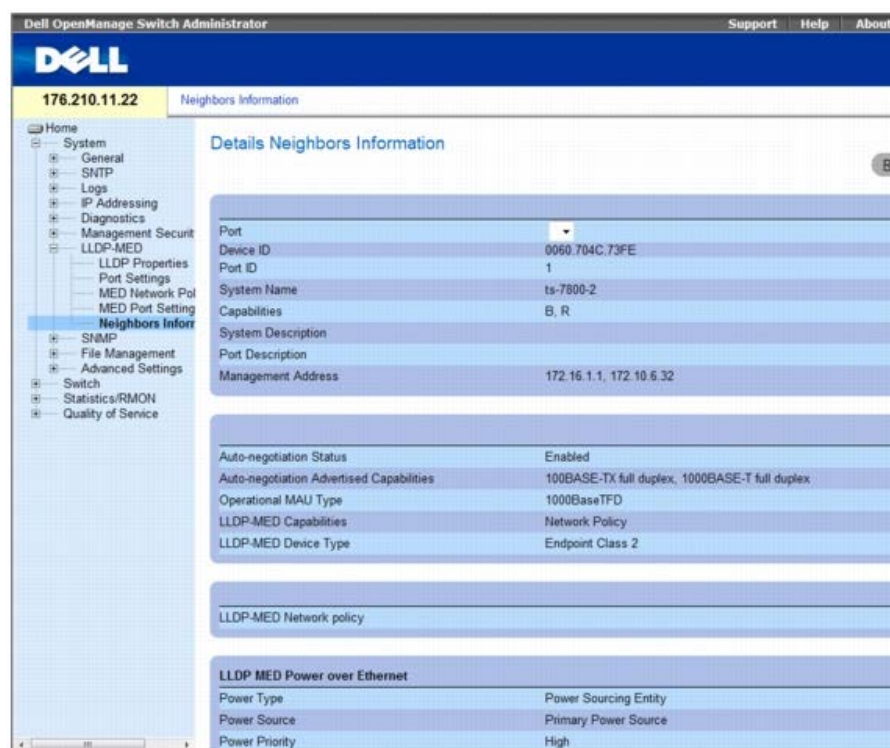 Dell OpenManage Switch Administrator Support Help About
DELL
176.210.11.22 Neighbors Information
Home
System
General
SNTP
Logs
IP Addressing
Diagnostics
Management Securit
LLDP-MED
LLDP Properties
Port Settings
MED Network Pol
MED Port Setting
Neighbors Inforr
SNMP
File Management
Advanced Settings
Switch
Statistics/RMON
Quality of Service
Details Neighbors Information
B
Port
Device ID 0060.704C.73FE
Port ID 1
System Name ts-7800-2
Capabilities B, R
System Description
Port Description
Management Address 172.16.1.1, 172.10.6.32
Auto-negotiation Status Enabled
Auto-negotiation Advertised Capabilities 100BASE-TX full duplex, 1000BASE-T full duplex
Operational MAU Type 1000BaseTFD
LLDP-MED Capabilities Network Policy
LLDP-MED Device Type Endpoint Class 2
LLDP-MED Network policy
LLDP MED Power over Ethernet
Power Type Power Sourcing Entity
Power Source Primary Power Source
Power Priority High